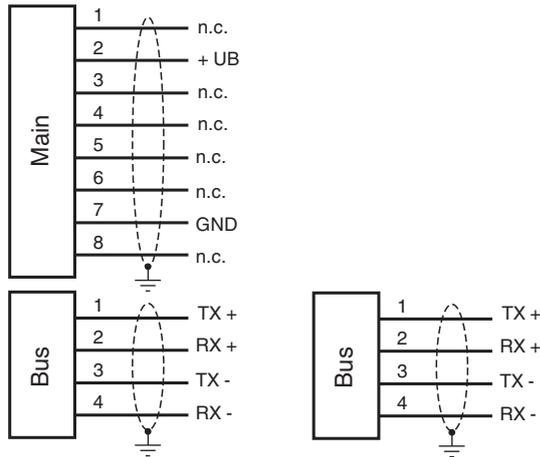 Main
1 n.c.
2 + UB
3 n.c.
4 n.c.
5 n.c.
6 n.c.
7 GND
8 n.c.
Bus
1 TX +
2 RX +
3 TX -
4 RX -
Bus
1 TX +
2 RX +
3 TX -
4 RX -